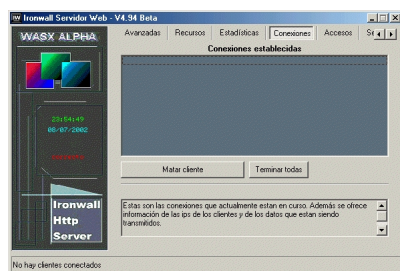 Ironwall Servidor Web - V4.94 Beta
WASX ALPHA
Avanzadas Recursos Estadísticas Conexiones Accesos
Conexiones establecidas
23:54:49
08/07/2002
Matar cliente Terminar todas
Ironwall
Http
Server
Estas son las conexiones que actualmente estan en curso. Además se ofrece
información de las ips de los clientes y de los datos que estan siendo
transmitidos.
No hay clientes conectados